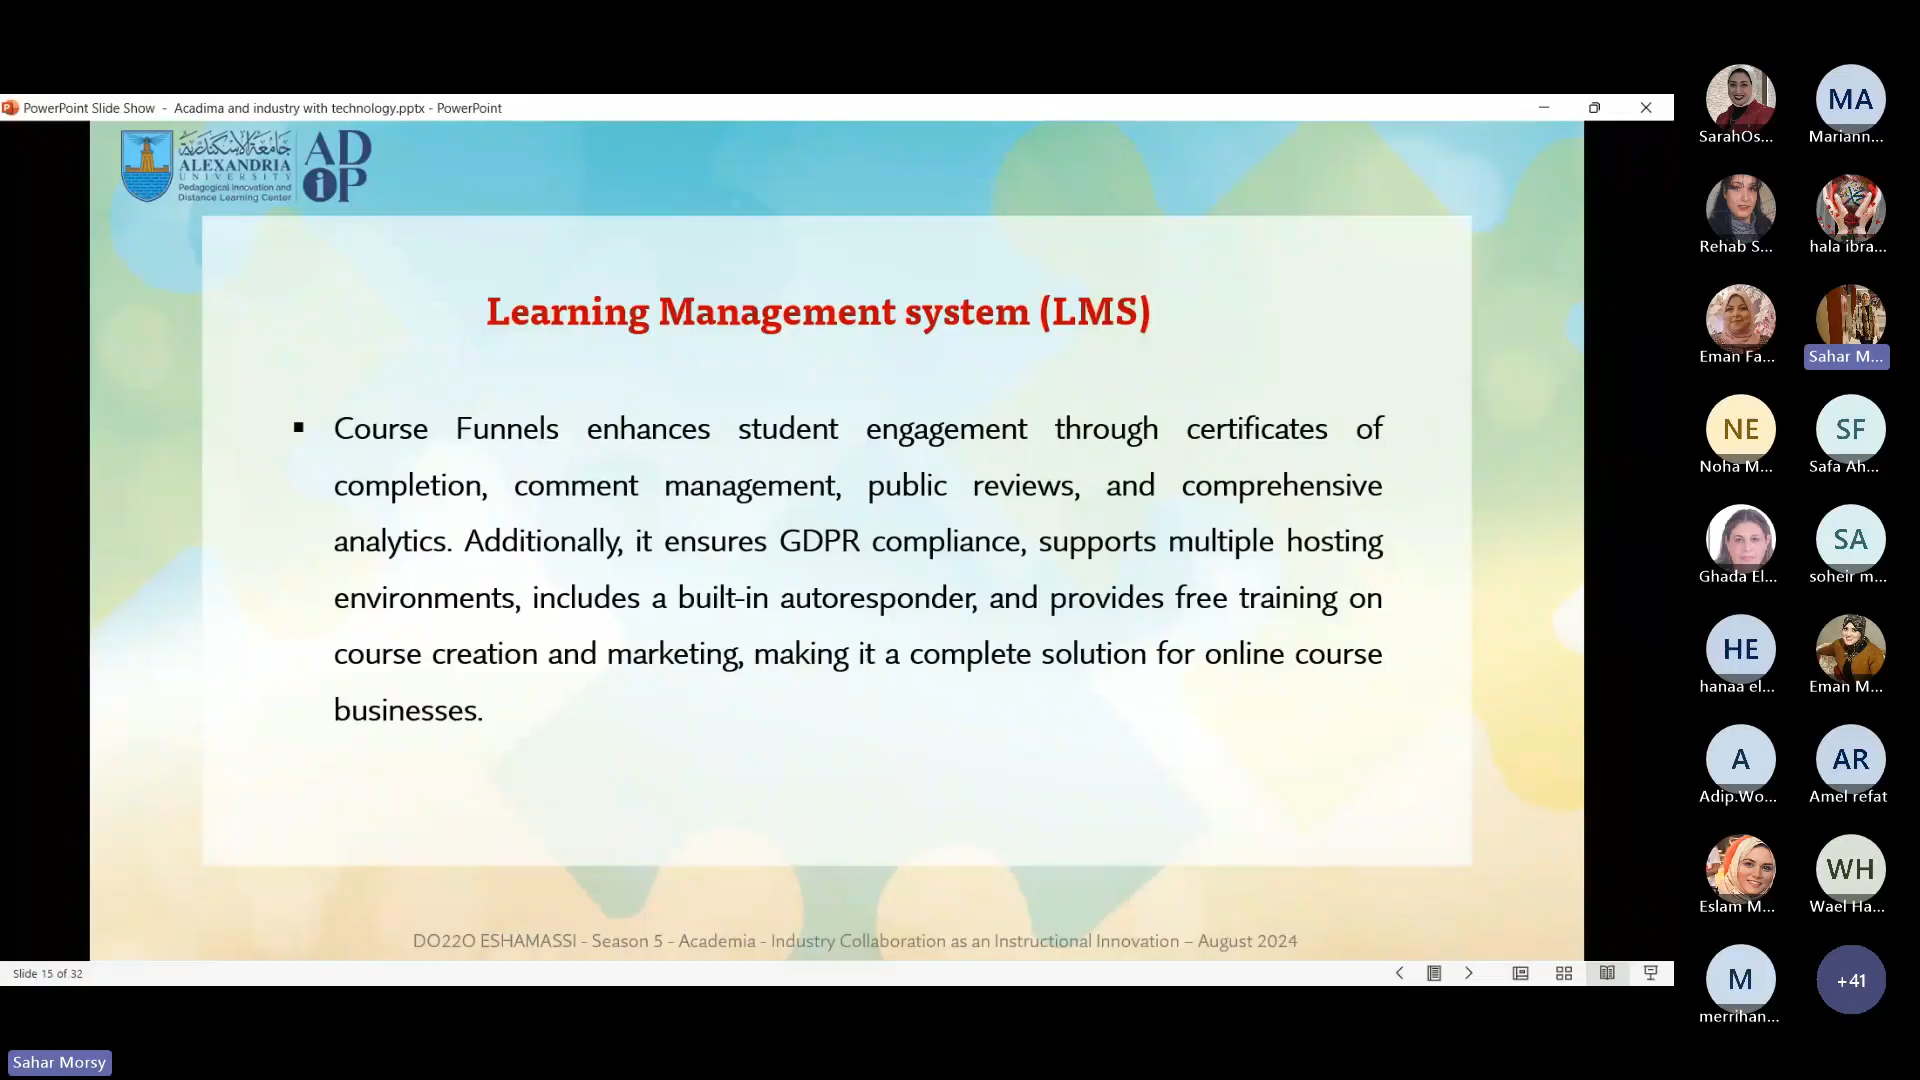 PowerPoint Slide Show - Acadima and industry with technology.pptx - PowerPoint
جامعة الإسكندرية
ALEXANDRIA
UNIVERSITY
Pedagogical Innovation and
Distance Learning Center
AD
iP
Learning Management system (LMS)
▪ Course Funnels enhances student engagement through certificates of
completion, comment management, public reviews, and comprehensive
analytics. Additionally, it ensures GDPR compliance, supports multiple hosting
environments, includes a built-in autoresponder, and provides free training on
course creation and marketing, making it a complete solution for online course
businesses.
DO22O ESHAMASSI - Season 5 - Academia - Industry Collaboration as an Instructional Innovation – August 2024
Slide 15 of 32
Sahar Morsy
SarahOs...
MA
Mariann...
Rehab S...
hala ibra...
Eman Fa...
Sahar M...
NE
Noha M...
SF
Safa Ah...
Ghada El...
SA
soheir m...
HE
hanaa el...
Eman M...
A
Adip.Wo...
AR
Amel refat
Eslam M...
WH
Wael Ha...
M
merrihan...
+41